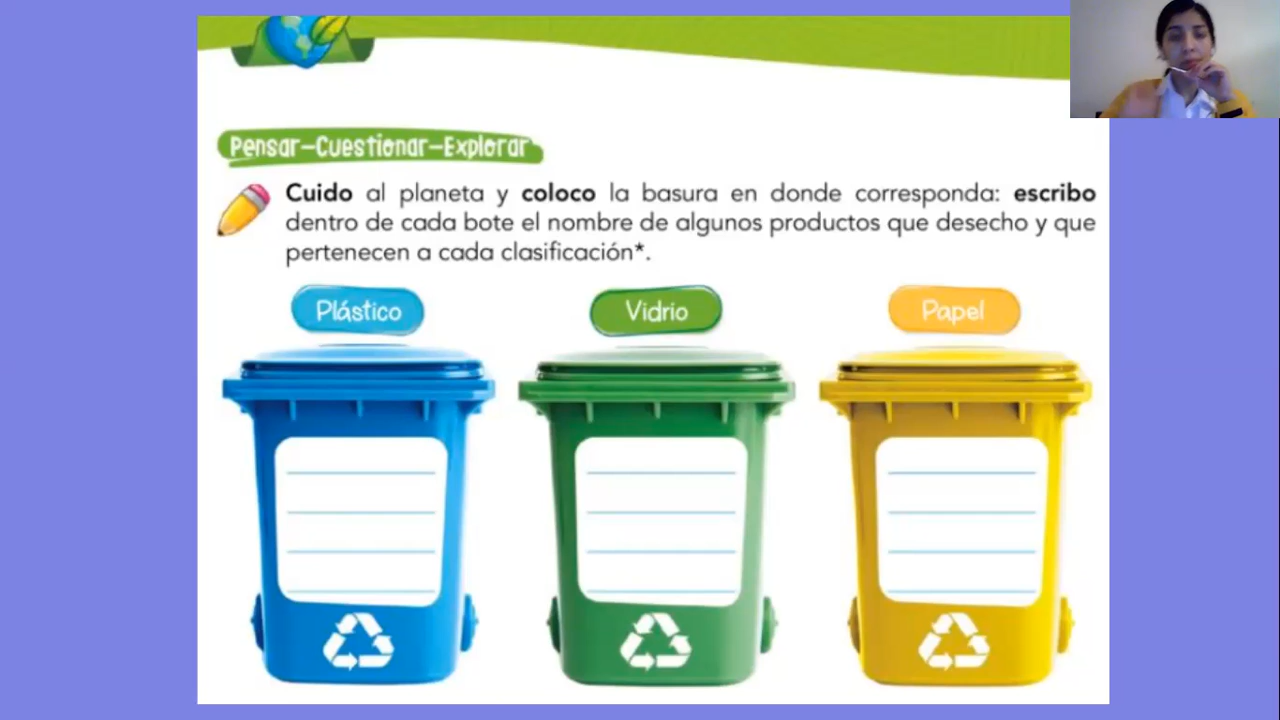 Pensar-Cuestionar-Explorar
Cuido al planeta y coloco la basura en donde corresponda: escribo
dentro de cada bote el nombre de algunos productos que desecho y que
pertenecen a cada clasificación*.
Plástico Vidrio Papel